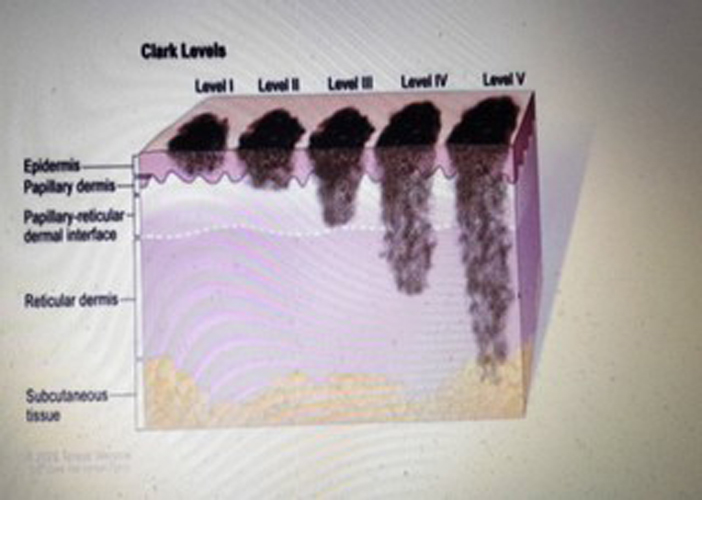 Clark Levels
Level I Level II Level III Level IV Level V
Epidermis
Papillary dermis
Papillary-reticular
dermal interface
Reticular dermis
Subcutaneous
tissue